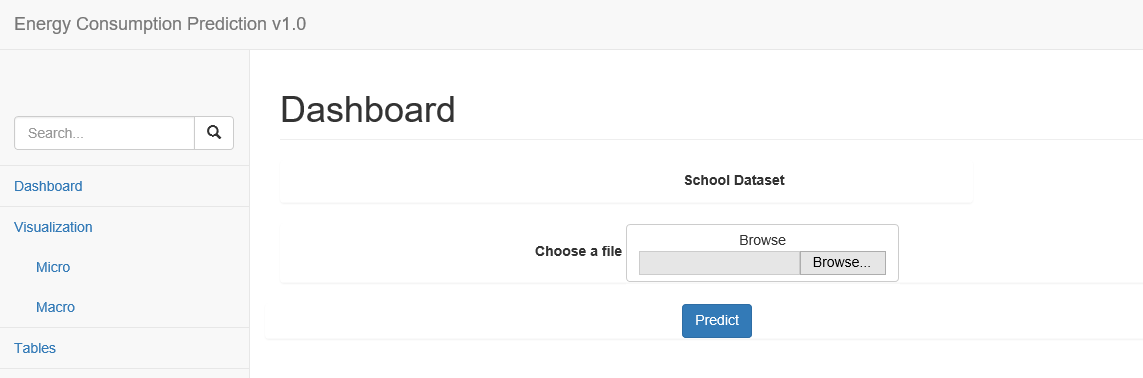 Energy Consumption Prediction v1.0
Search...
Dashboard
Visualization
Micro
Macro
Tables
Dashboard
School Dataset
Choose a file
Browse
Browse...
Predict